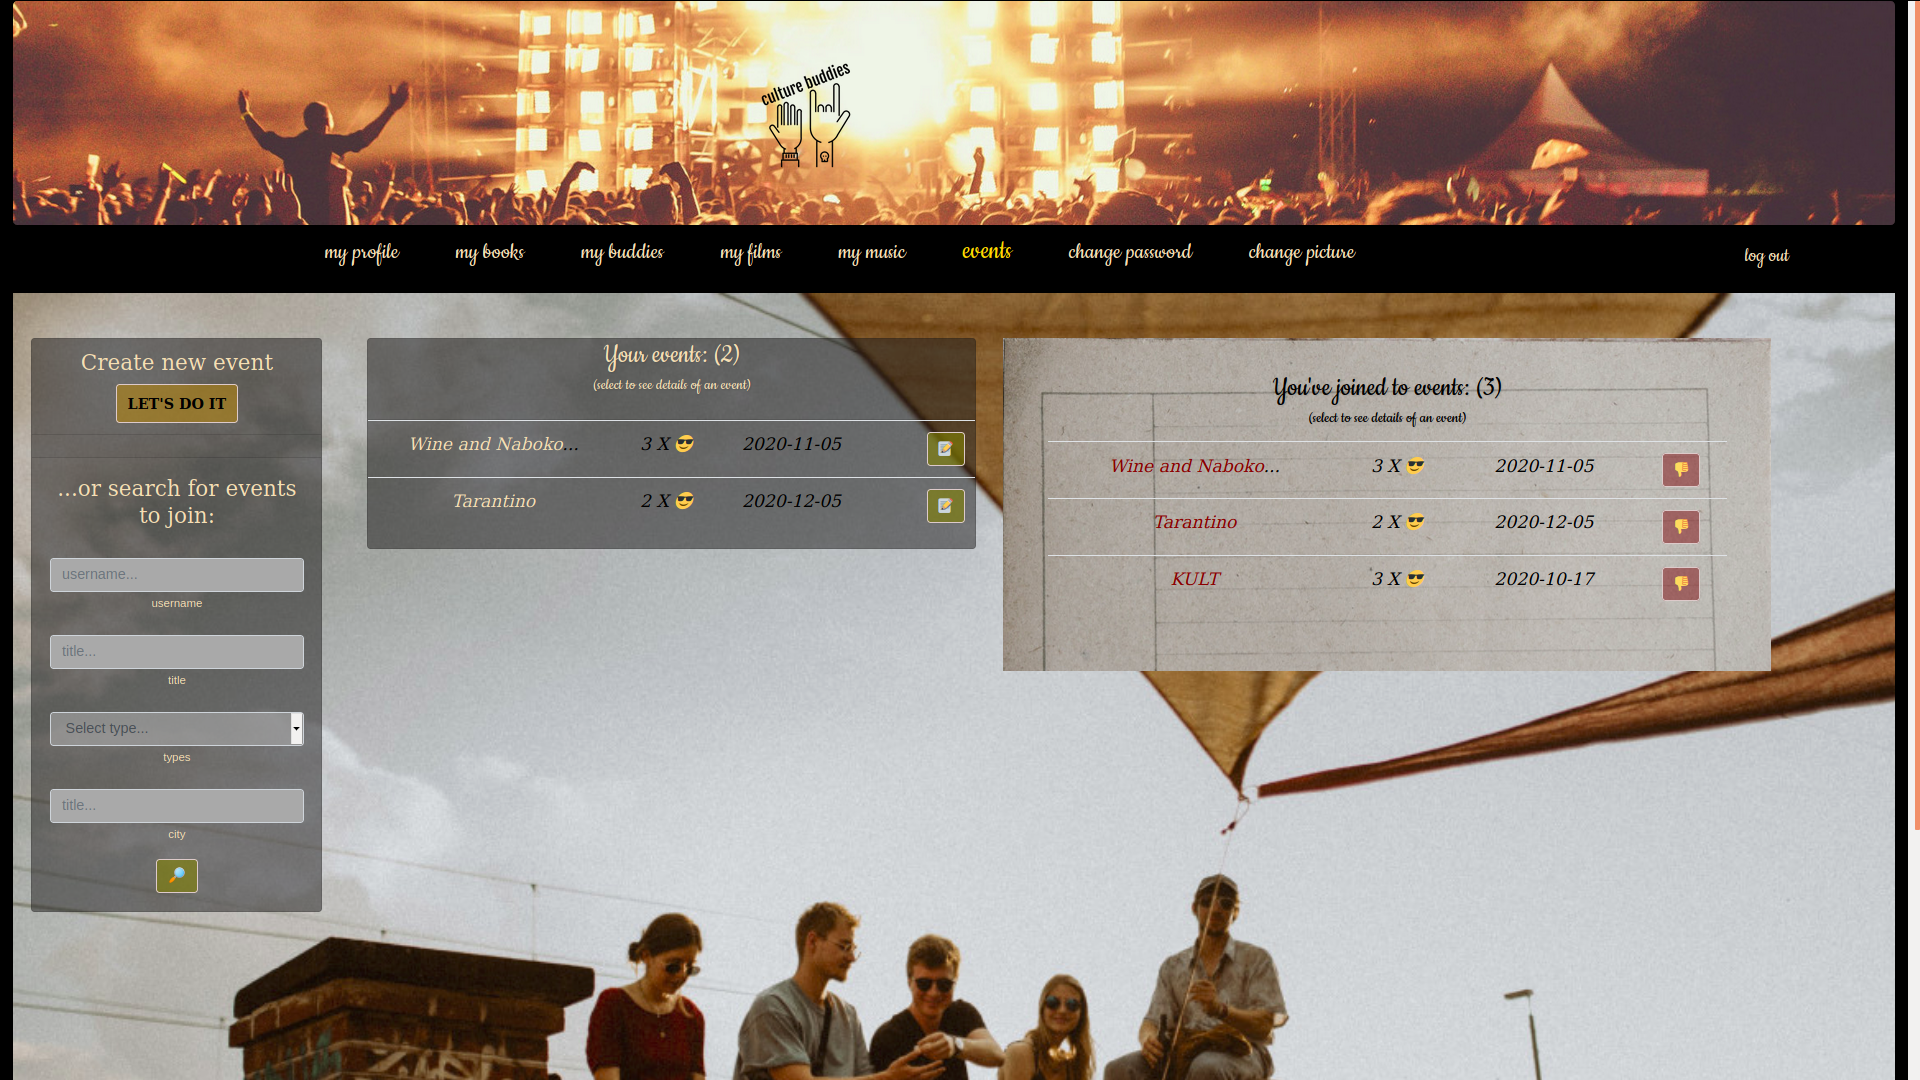 culture buddies
my profile my books my buddies my films my music events change password change picture log out
Create new event
LET'S DO IT
...or search for events
to join:
username...
username
title...
title
Select type...
types
title...
city
Your events: (2)
(select to see details of an event)
Wine and Naboko... 3 X 😎 2020-11-05 📝
Tarantino 2 X 😎 2020-12-05 📝
You've joined to events: (3)
(select to see details of an event)
Wine and Naboko... 3 X 😎 2020-11-05 👎
Tarantino 2 X 😎 2020-12-05 👎
KULT 3 X 😎 2020-10-17 👎